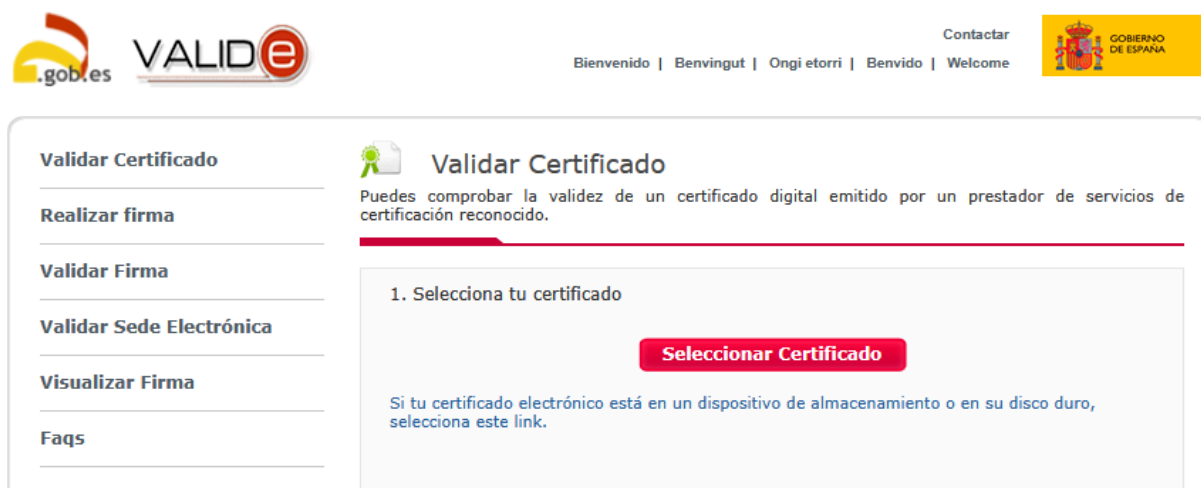 .gob.es
VALIDe
Contactar
Bienvenido | Benvingut | Ongi etorri | Benvido | Welcome
GOBIERNO
DE ESPAÑA
Validar Certificado
Realizar firma
Validar Firma
Validar Sede Electrónica
Visualizar Firma
Faqs
Validar Certificado
Puedes comprobar la validez de un certificado digital emitido por un prestador de servicios de
certificación reconocido.
1. Selecciona tu certificado
Seleccionar Certificado
Si tu certificado electrónico está en un dispositivo de almacenamiento o en su disco duro,
selecciona este link.